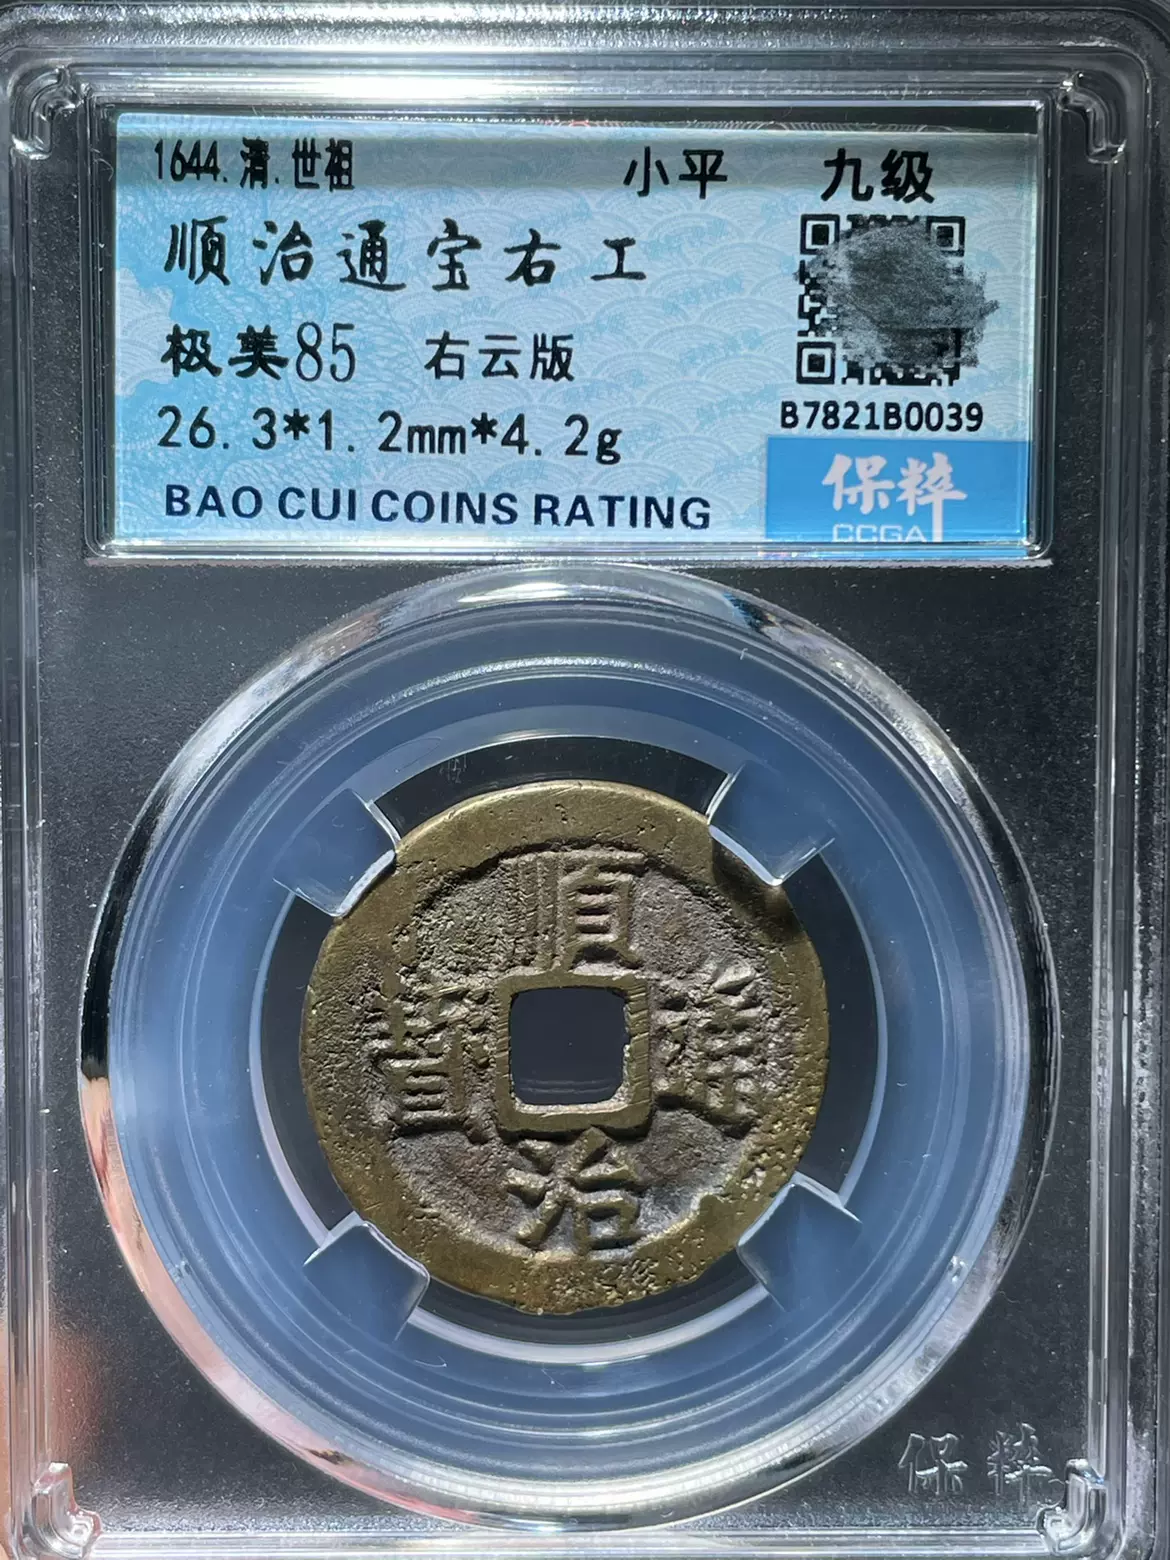 1644.清.世祖 小平 九级
顺治通宝右工
极美85 右云版
26.3*1.2mm*4.2g
B7821B0039
BAO CUI COINS RATING
保粹
CCGA
順
寶 通
治
保粹